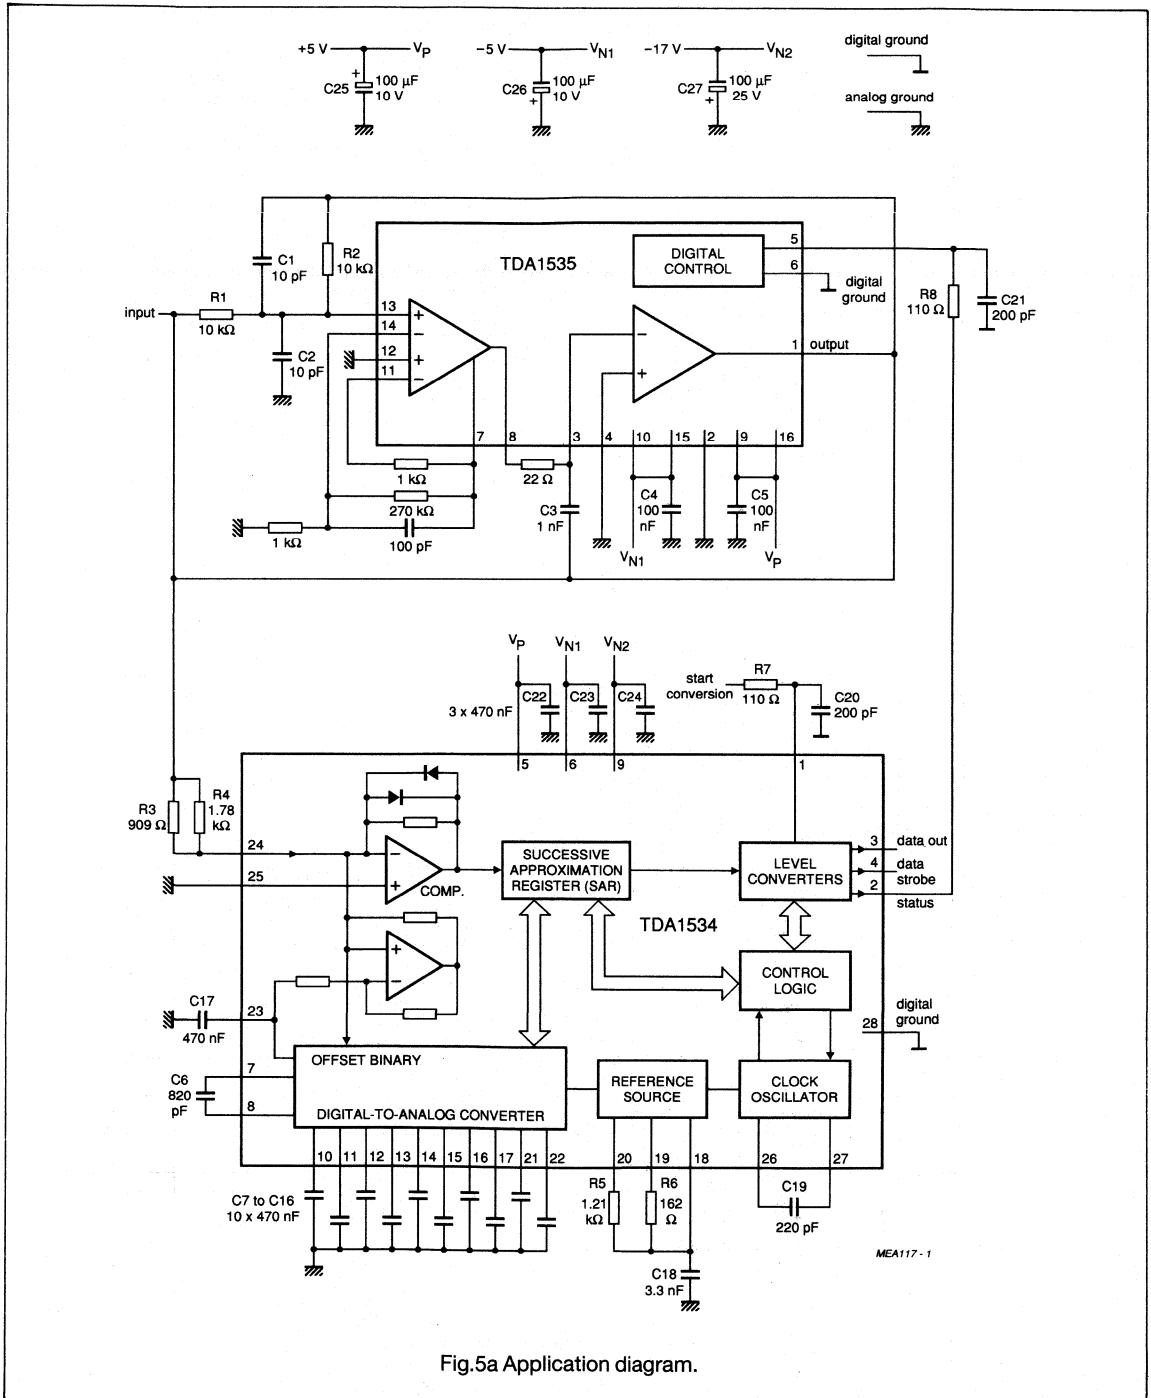 +5 V
V_P
C25
+
100 µF
10 V
−5 V
V_N1
C26
+
100 µF
10 V
−17 V
V_N2
C27
+
100 µF
25 V
digital ground
analog ground
C1
10 pF
R2
10 kΩ
TDA1535
DIGITAL
CONTROL
5
6
digital
ground
R8
110 Ω
C21
200 pF
input
R1
10 kΩ
C2
10 pF
13
14
12
11
+
−
+
−
−
+
1
output
7
8
3
4
10
15
2
9
16
1 kΩ
270 kΩ
100 pF
1 kΩ
22 Ω
C3
1 nF
C4
100
nF
C5
100
nF
V_N1
V_P
V_P
V_N1
V_N2
3 x 470 nF
C22
C23
C24
start
conversion
R7
110 Ω
C20
200 pF
5
6
9
1
R3
909 Ω
R4
1.78
kΩ
24
25
−
+
COMP.
SUCCESSIVE
APPROXIMATION
REGISTER (SAR)
LEVEL
CONVERTERS
3
data out
4
data
strobe
2
status
TDA1534
+
−
CONTROL
LOGIC
C17
470 nF
23
28
digital
ground
C6
820
pF
7
8
OFFSET BINARY
DIGITAL-TO-ANALOG CONVERTER
REFERENCE
SOURCE
CLOCK
OSCILLATOR
10
11
12
13
14
15
16
17
21
22
20
19
18
26
27
C7 to C16
10 x 470 nF
R5
1.21
kΩ
R6
162
Ω
C19
220 pF
C18
3.3 nF
MEA117 - 1
Fig.5a Application diagram.